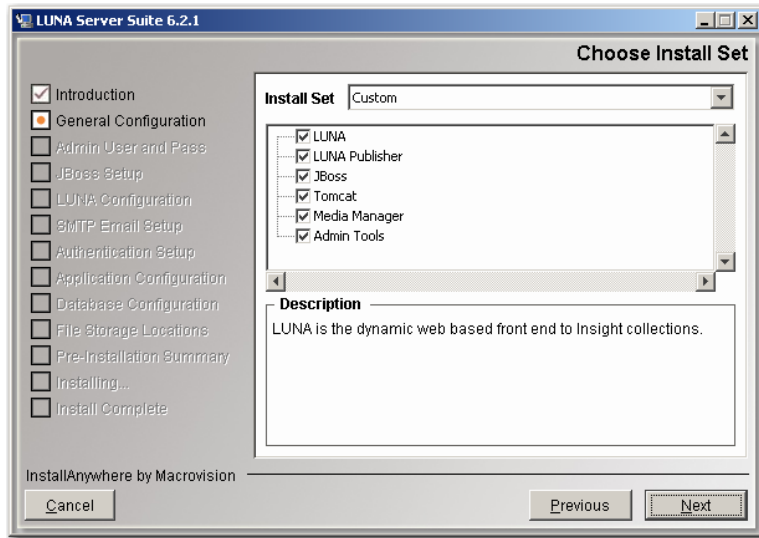 LUNA Server Suite 6.2.1
Choose Install Set
Introduction
General Configuration
Admin User and Pass
JBoss Setup
LUNA Configuration
SMTP Email Setup
Authentication Setup
Application Configuration
Database Configuration
File Storage Locations
Pre-Installation Summary
Installing...
Install Complete
Install Set Custom
LUNA
LUNA Publisher
JBoss
Tomcat
Media Manager
Admin Tools
Description
LUNA is the dynamic web based front end to Insight collections.
InstallAnywhere by Macrovision
Cancel Previous Next